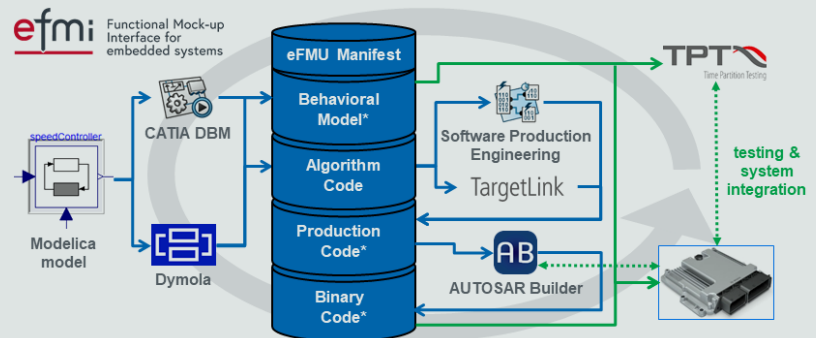 efmi
Functional Mock-up
Interface for
embedded systems
eFMU Manifest
TPT
Time Partition Testing
Behavioral
Model*
CATIA DBM
speedController
Software Production
Engineering
Algorithm
Code
TargetLink
testing &
system
integration
Modelica
model
Dymola
Production
Code*
AB
AUTOSAR Builder
Binary
Code*